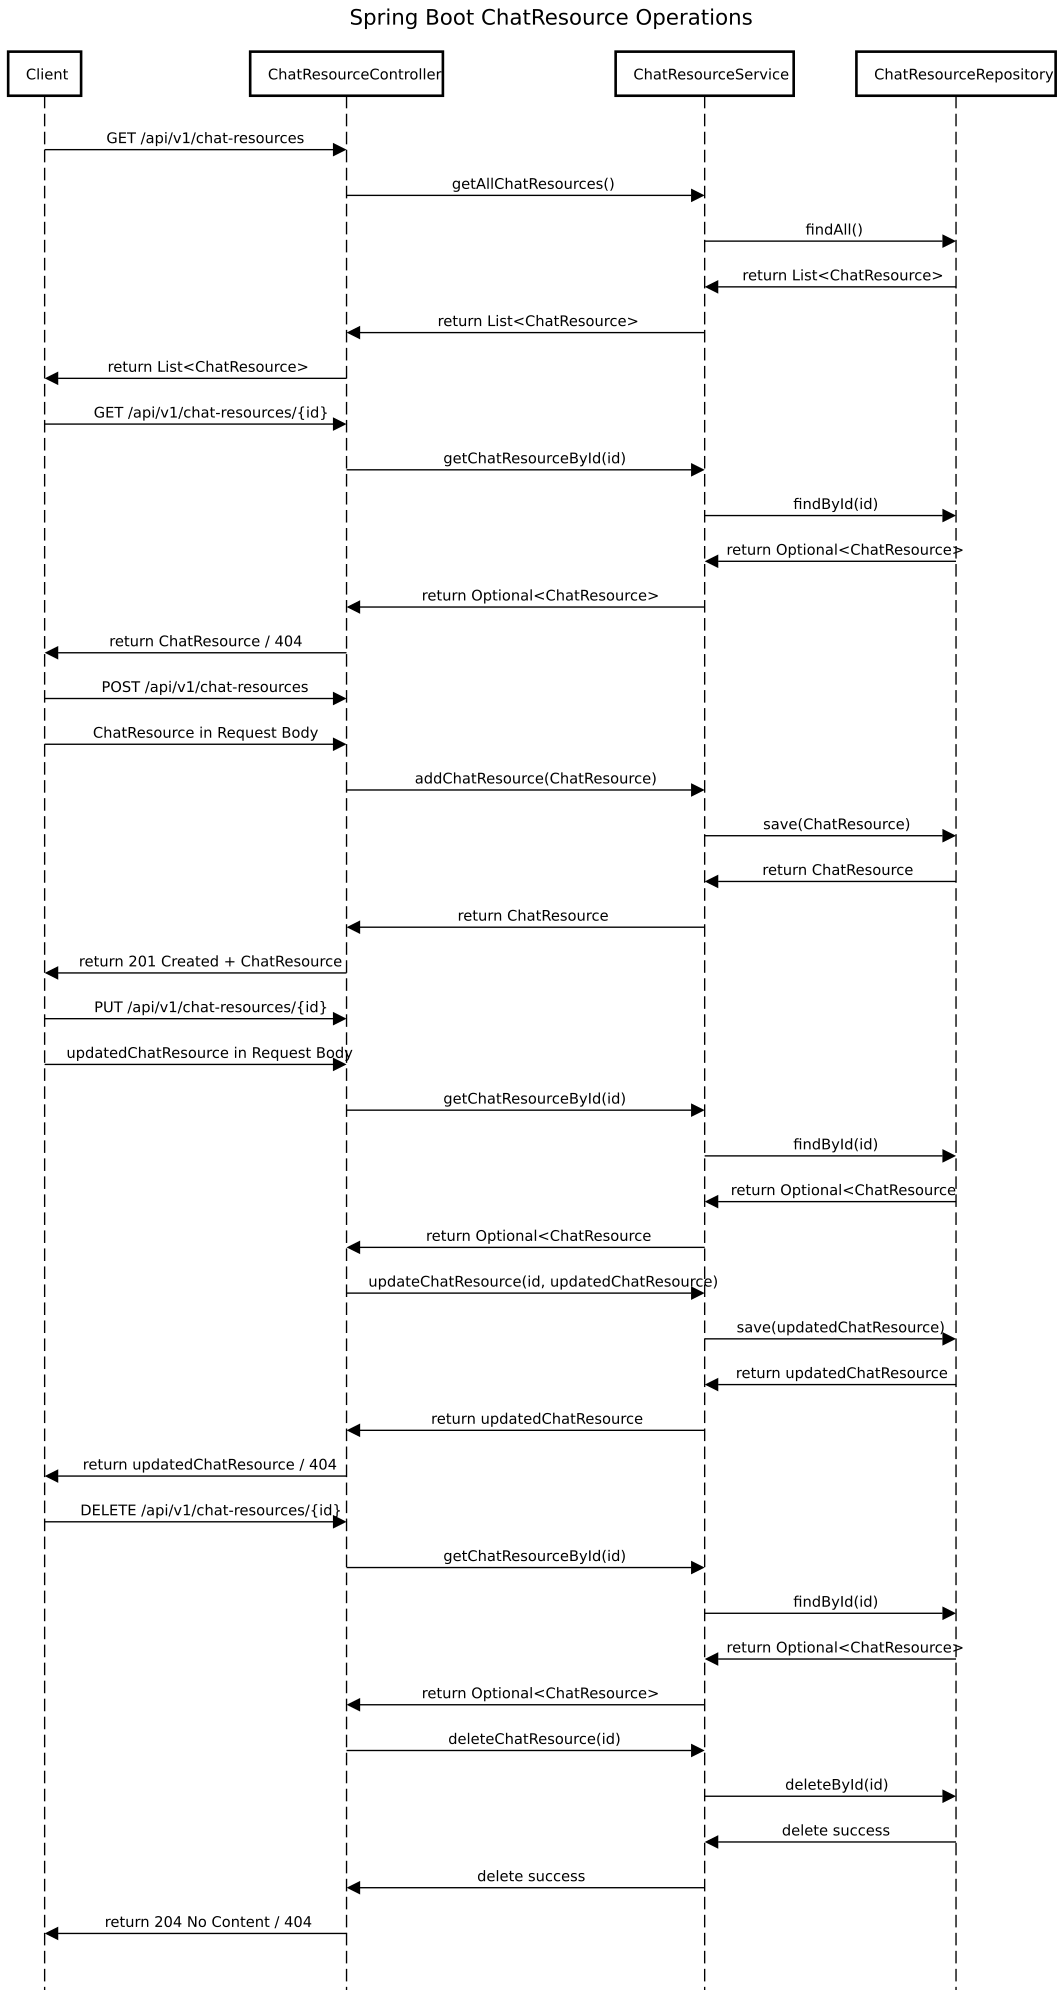 Spring Boot ChatResource Operations
Client
ChatResourceController
ChatResourceService
ChatResourceRepository
GET /api/v1/chat-resources
getAllChatResources()
findAll()
return List<ChatResource>
return List<ChatResource>
return List<ChatResource>
GET /api/v1/chat-resources/{id}
getChatResourceById(id)
findById(id)
return Optional<ChatResource>
return Optional<ChatResource>
return ChatResource / 404
POST /api/v1/chat-resources
ChatResource in Request Body
addChatResource(ChatResource)
save(ChatResource)
return ChatResource
return ChatResource
return 201 Created + ChatResource
PUT /api/v1/chat-resources/{id}
updatedChatResource in Request Body
getChatResourceById(id)
findById(id)
return Optional<ChatResource
return Optional<ChatResource
updateChatResource(id, updatedChatResource)
save(updatedChatResource)
return updatedChatResource
return updatedChatResource
return updatedChatResource / 404
DELETE /api/v1/chat-resources/{id}
getChatResourceById(id)
findById(id)
return Optional<ChatResource>
return Optional<ChatResource>
deleteChatResource(id)
deleteById(id)
delete success
delete success
return 204 No Content / 404